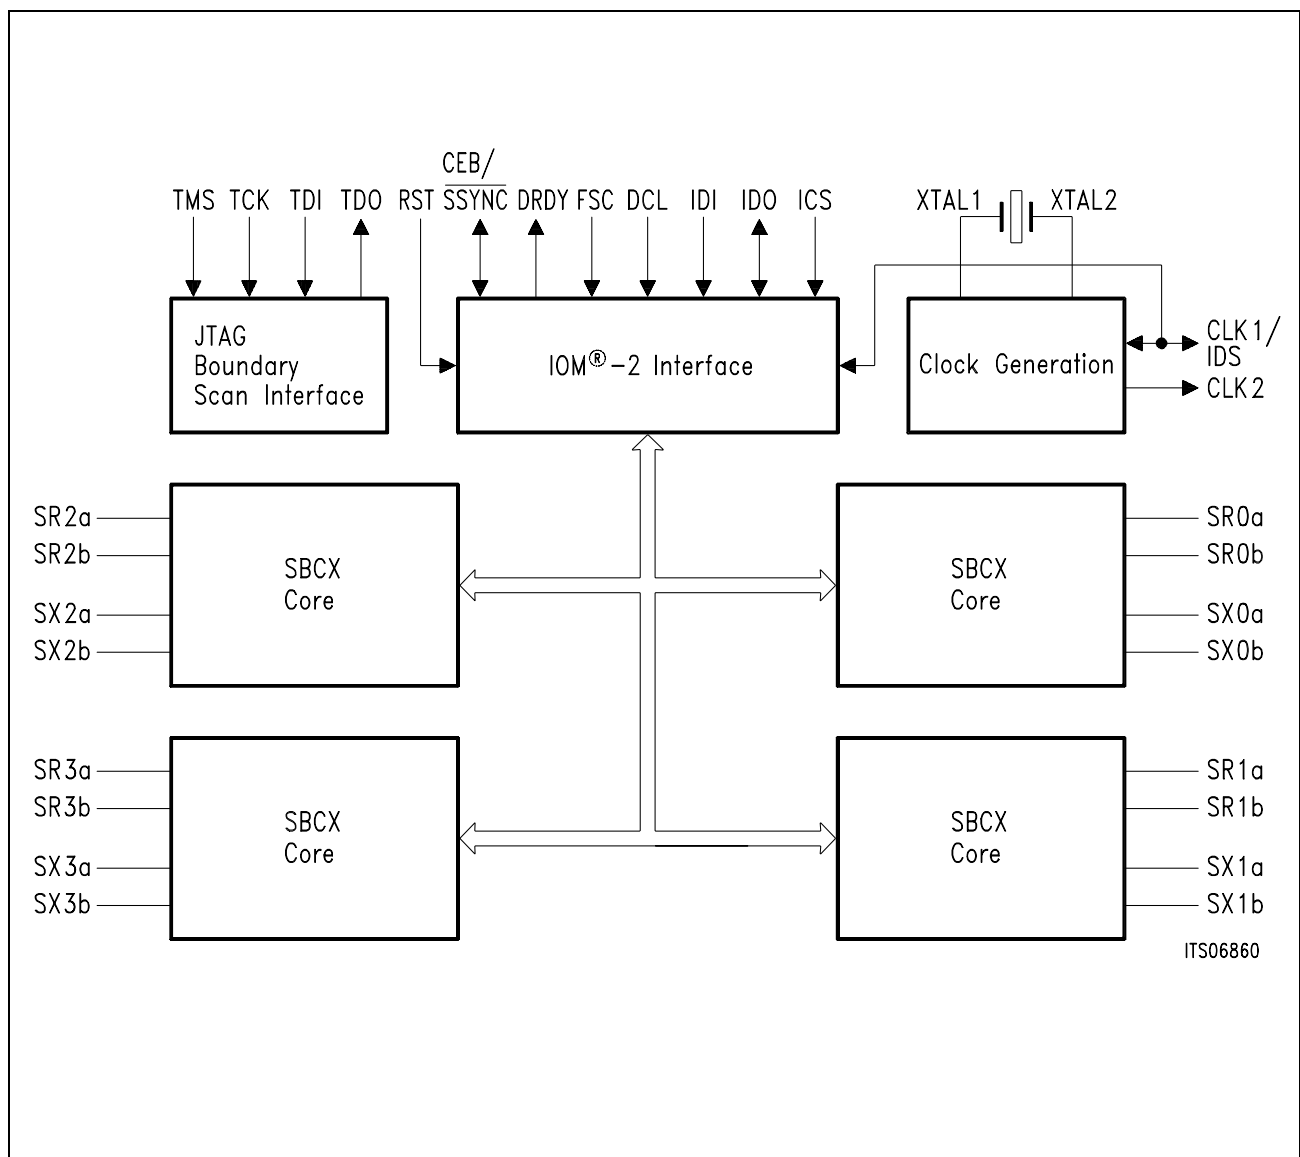 CEB/
TMS TCK TDI TDO RST SSYNC DRDY FSC DCL IDI IDO ICS XTAL1 XTAL2
JTAG
Boundary
Scan Interface
IOM®-2 Interface
Clock Generation
CLK1/
IDS
CLK2
SR2a
SR2b
SX2a
SX2b
SBCX
Core
SBCX
Core
SR0a
SR0b
SX0a
SX0b
SR3a
SR3b
SX3a
SX3b
SBCX
Core
SBCX
Core
SR1a
SR1b
SX1a
SX1b
ITS06860